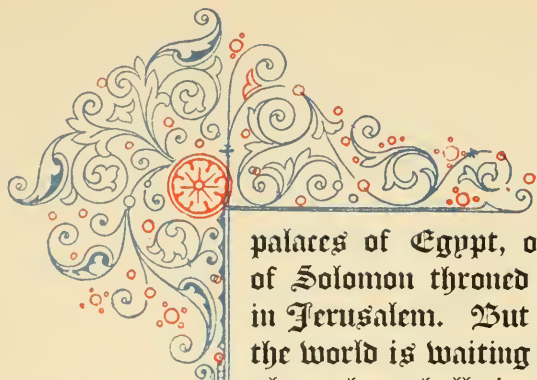 palaces of Egypt, o
of Solomon throned
in Jerusalem. But
the world is waiting